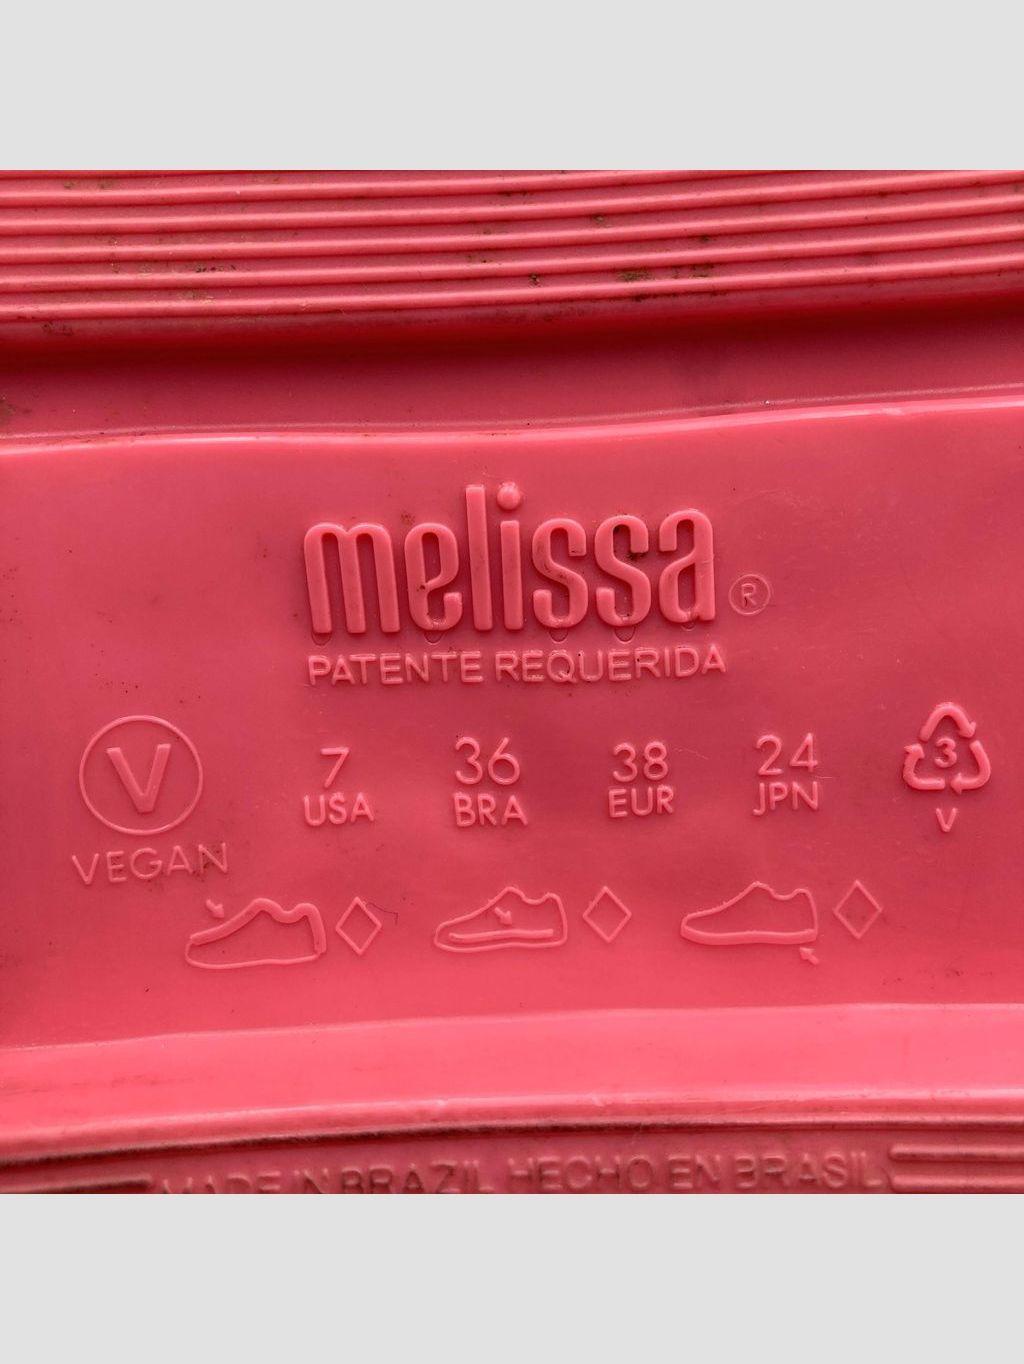 melissa ®
PATENTE REQUERIDA
V
VEGAN
7 36 38 24
USA BRA EUR JPN
3
V
MADE IN BRAZIL HECHO EN BRASIL